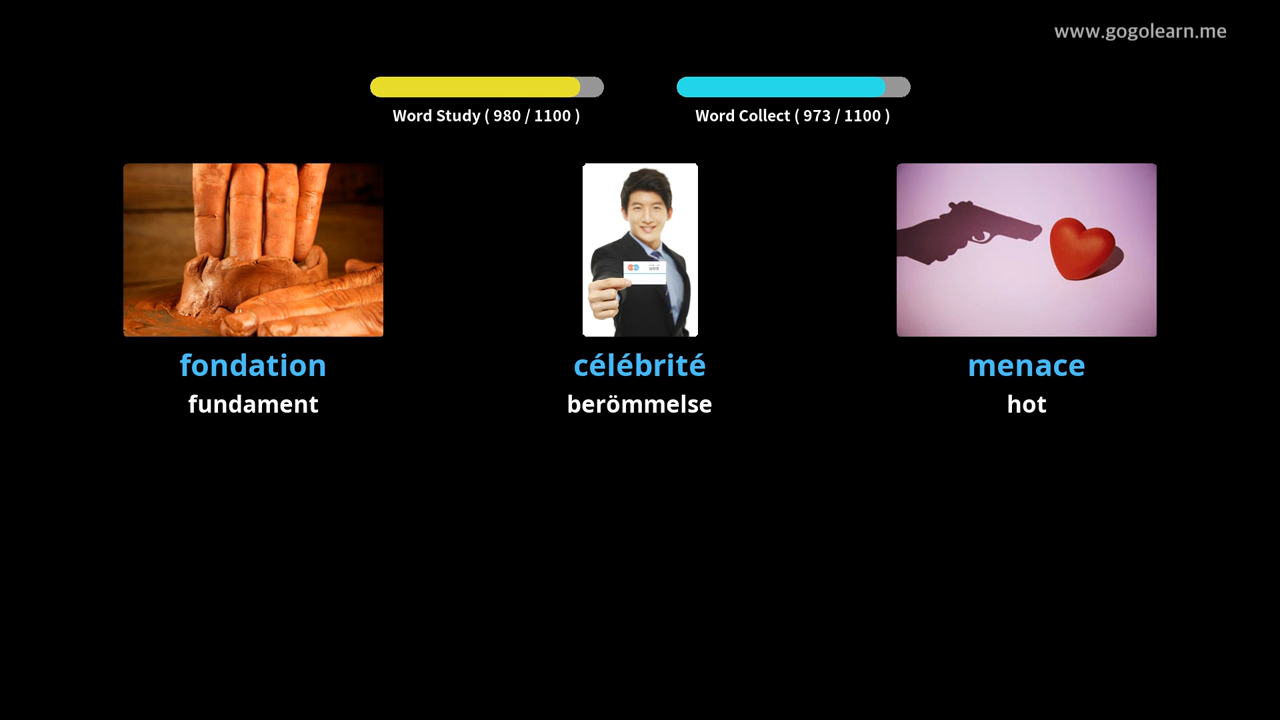 www.gogolearn.me
Word Study ( 980 / 1100 )
Word Collect ( 973 / 1100 )
fondation
célébrité
menace
fundament
berömmelse
hot